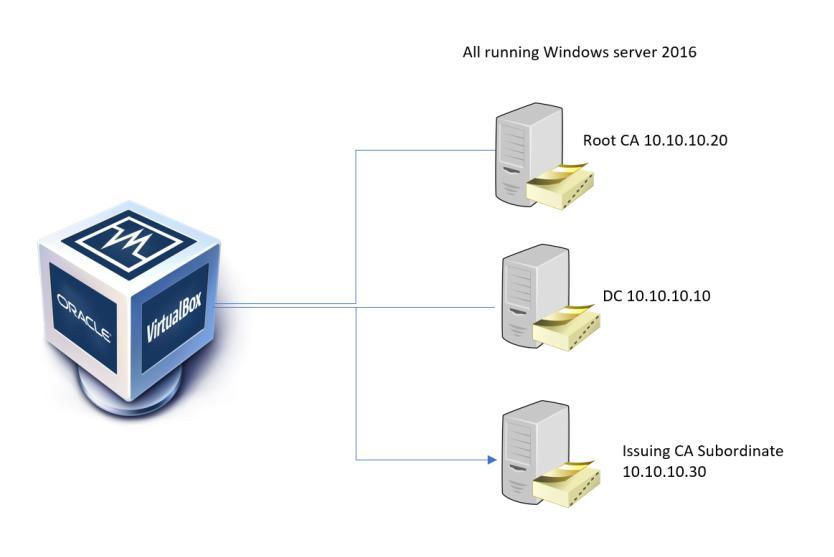 All running Windows server 2016
Root CA 10.10.10.20
ORACLE
VirtualBox
DC 10.10.10.10
Issuing CA Subordinate
10.10.10.30